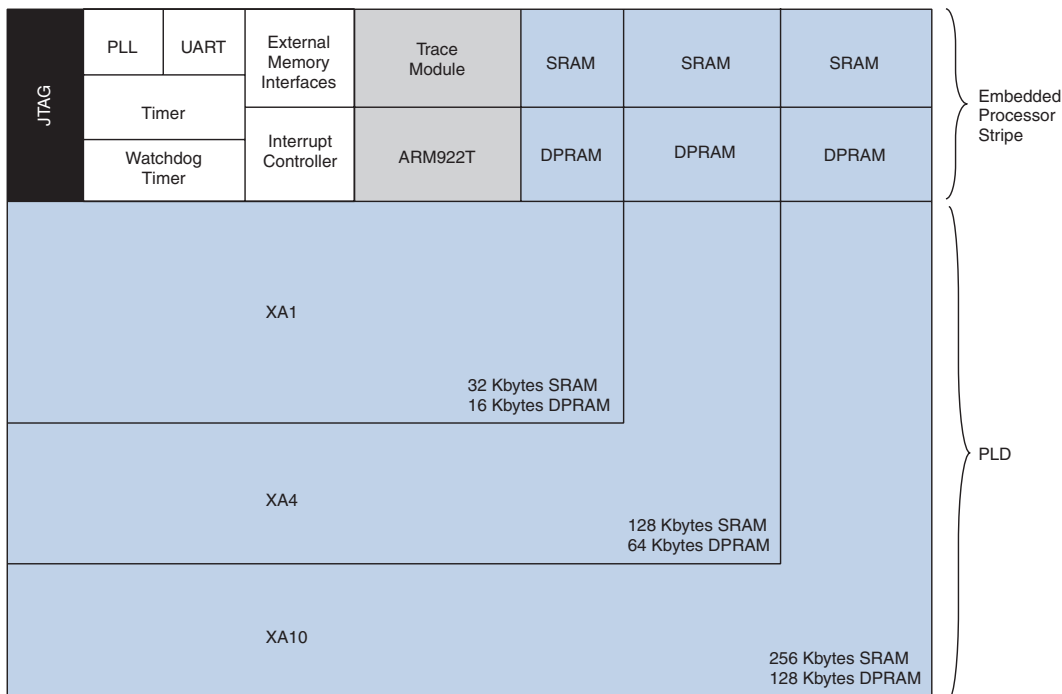 JTAG
PLL
UART
External
Memory
Interfaces
Trace
Module
SRAM
SRAM
SRAM
Timer
Watchdog
Timer
Interrupt
Controller
ARM922T
DPRAM
DPRAM
DPRAM
Embedded
Processor
Stripe
XA1
32 Kbytes SRAM
16 Kbytes DPRAM
XA4
128 Kbytes SRAM
64 Kbytes DPRAM
PLD
XA10
256 Kbytes SRAM
128 Kbytes DPRAM